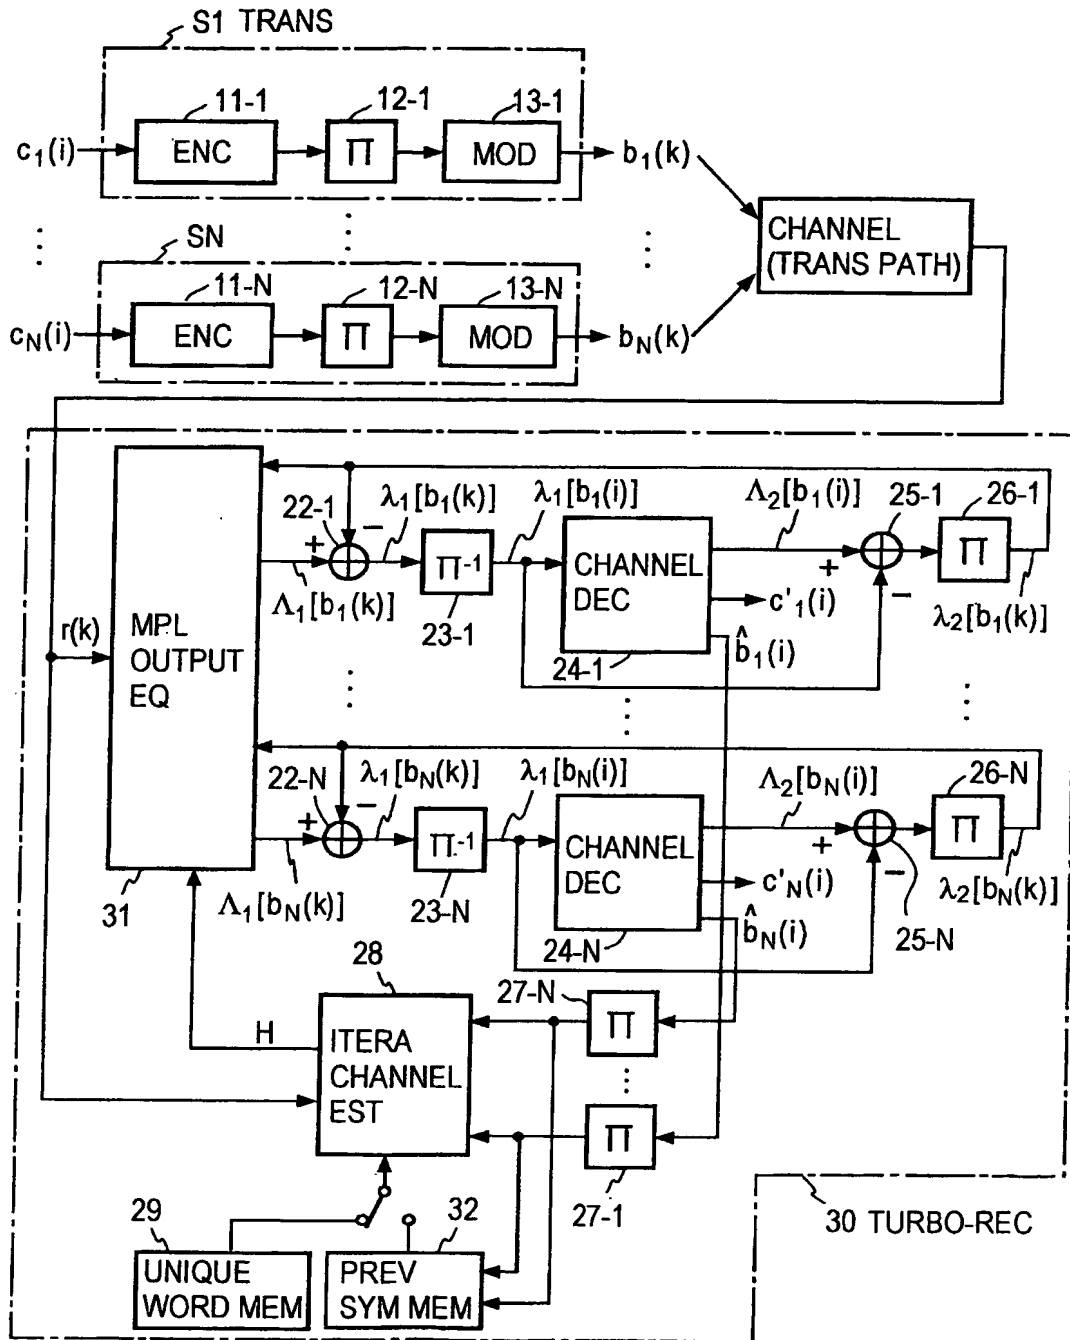 S1 TRANS
11-1
12-1
13-1
c1(i)
ENC
Π
MOD
b1(k)
SN
CHANNEL
(TRANS PATH)
11-N
12-N
13-N
cN(i)
ENC
Π
MOD
bN(k)
22-1
λ1[b1(k)]
λ1[b1(i)]
Λ2[b1(i)]
25-1
26-1
−
+
Π-1
CHANNEL
DEC
+
−
Π
Λ1[b1(k)]
23-1
c'1(i)
λ2[b1(k)]
r(k)
MPL
OUTPUT
EQ
24-1
b̂1(i)
22-N
λ1[bN(k)]
λ1[bN(i)]
Λ2[bN(i)]
26-N
−
+
Π-1
CHANNEL
DEC
+
−
Π
31
Λ1[bN(k)]
23-N
c'N(i)
λ2[bN(k)]
24-N
b̂N(i)
25-N
28
27-N
Π
H
ITERA
CHANNEL
EST
Π
27-1
29
32
30 TURBO-REC
UNIQUE
WORD MEM
PREV
SYM MEM